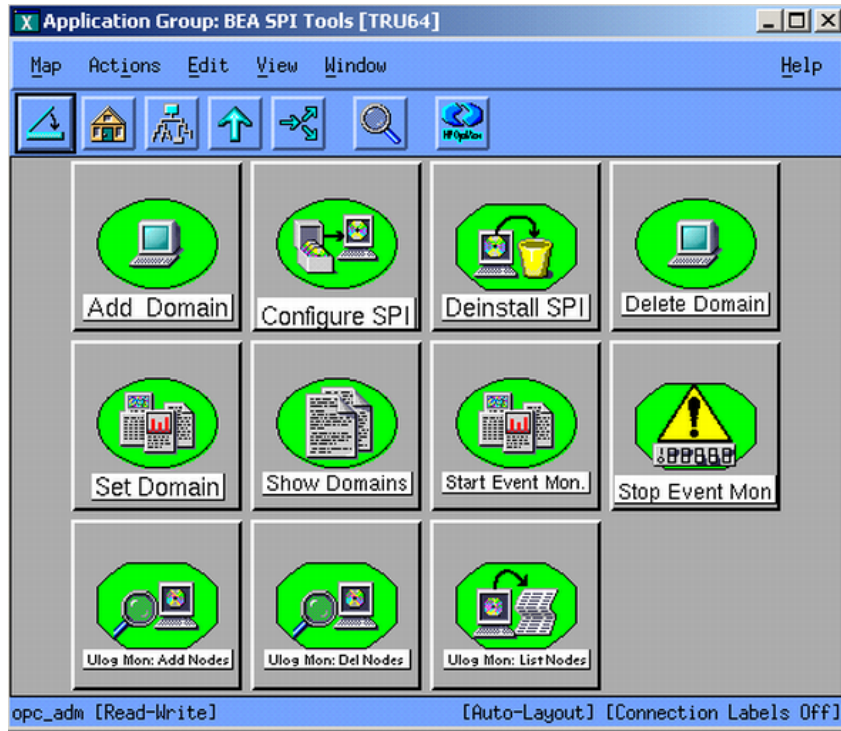 Application Group: BEA SPI Tools [TRU64]
Map Actions Edit View Window Help
HP OpenView
Add Domain Configure SPI Deinstall SPI Delete Domain
Set Domain Show Domains Start Event Mon. Stop Event Mon
Ulog Mon: Add Nodes Ulog Mon: Del Nodes Ulog Mon: List Nodes
opc_adm [Read-Write] [Auto-Layout] [Connection Labels Off]